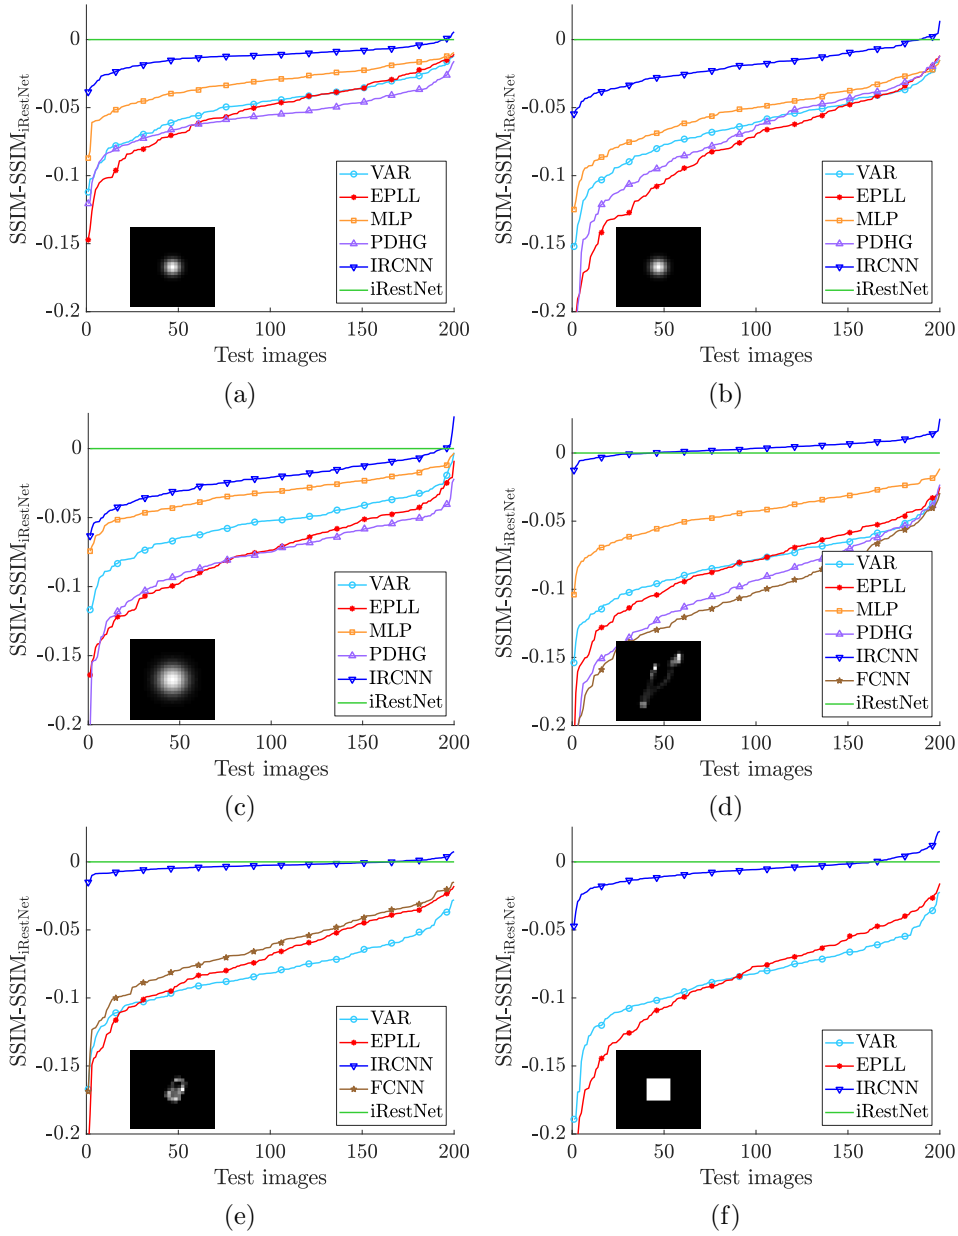 SSIM-SSIM_iRestNet
0
-0.05
-0.1
-0.15
-0.2
VAR
EPLL
MLP
PDHG
IRCNN
iRestNet
0 50 100 150 200
Test images
(a)
SSIM-SSIM_iRestNet
0
-0.05
-0.1
-0.15
-0.2
VAR
EPLL
MLP
PDHG
IRCNN
iRestNet
0 50 100 150 200
Test images
(b)
SSIM-SSIM_iRestNet
0
-0.05
-0.1
-0.15
-0.2
VAR
EPLL
MLP
PDHG
IRCNN
iRestNet
0 50 100 150 200
Test images
(c)
SSIM-SSIM_iRestNet
0
-0.05
-0.1
-0.15
-0.2
VAR
EPLL
MLP
PDHG
IRCNN
FCNN
iRestNet
0 50 100 150 200
Test images
(d)
SSIM-SSIM_iRestNet
0
-0.05
-0.1
-0.15
-0.2
VAR
EPLL
IRCNN
FCNN
iRestNet
0 50 100 150 200
Test images
(e)
SSIM-SSIM_iRestNet
0
-0.05
-0.1
-0.15
-0.2
VAR
EPLL
IRCNN
iRestNet
0 50 100 150 200
Test images
(f)